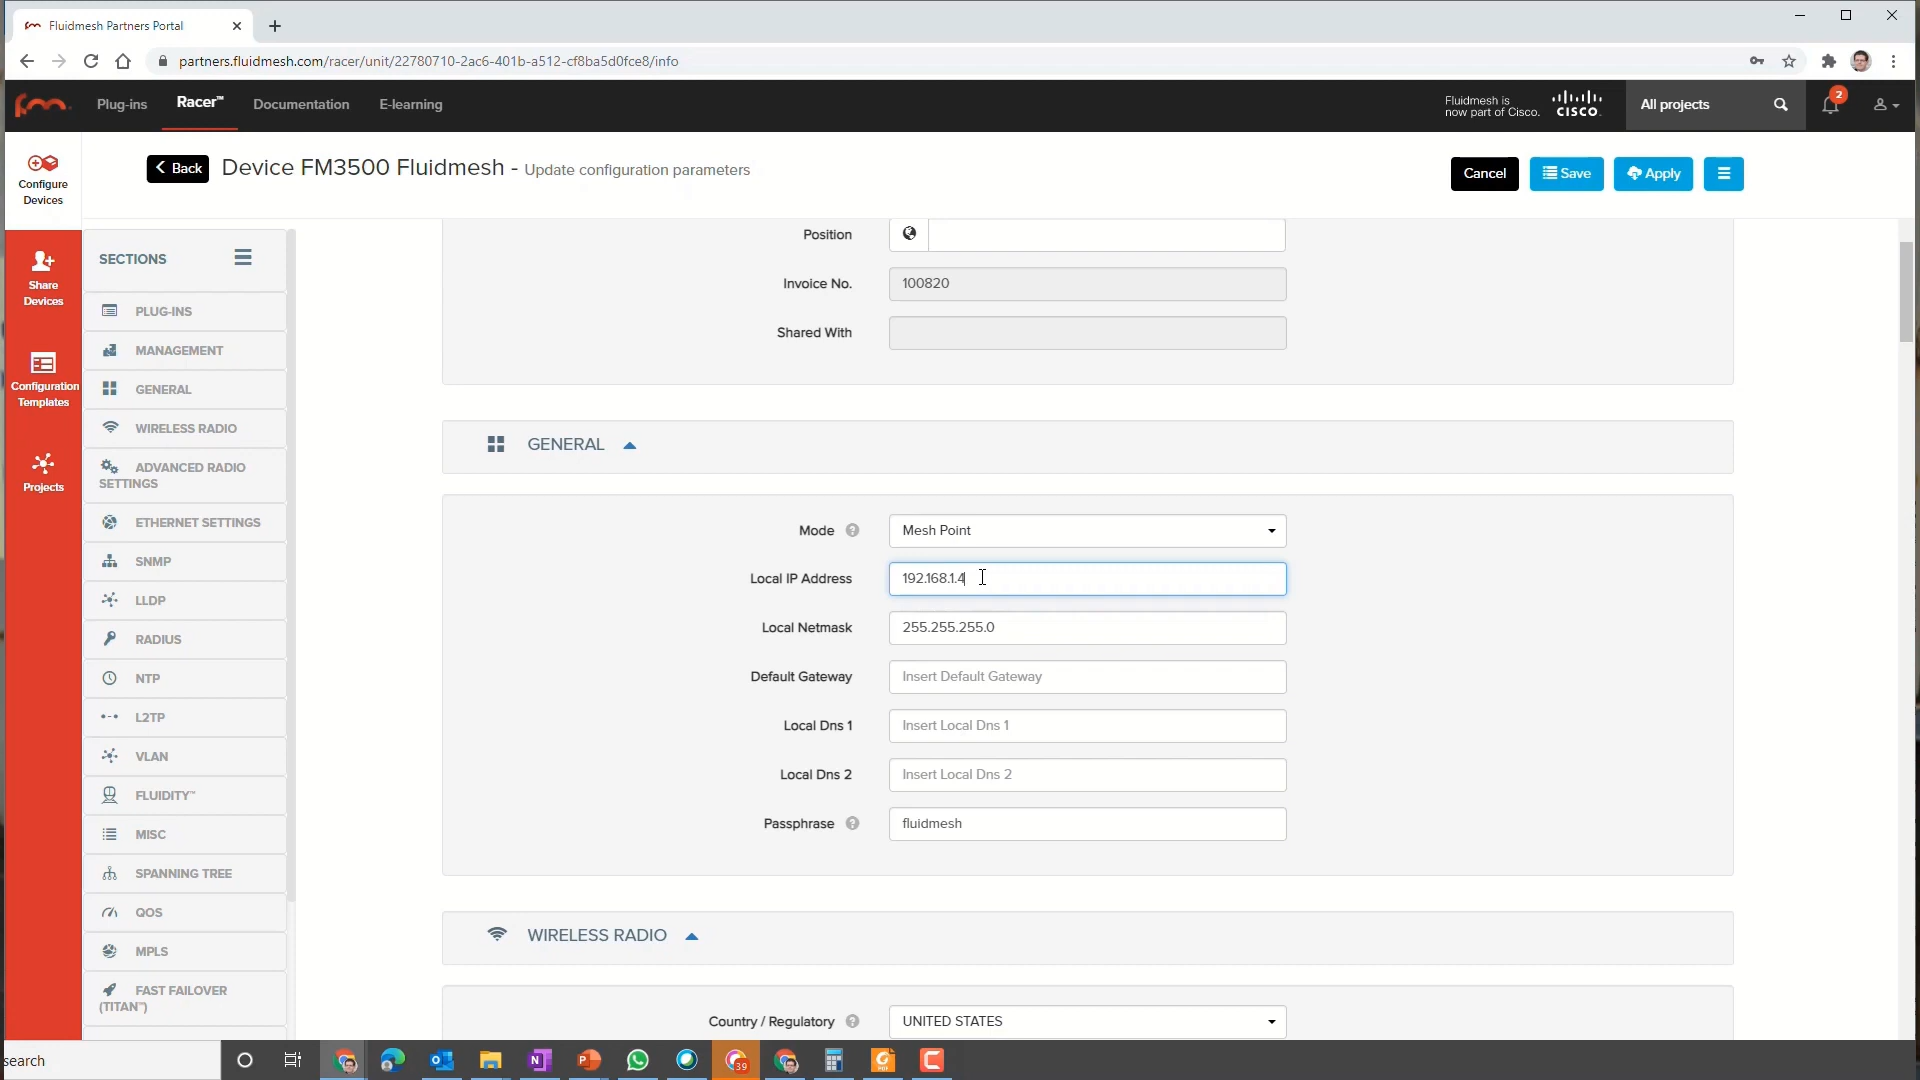 Fluidmesh Partners Portal
partners.fluidmesh.com/racer/unit/22780710-2ac6-401b-a512-cf8ba5d0fce8/info
Plug-ins
Racer™
Documentation
E-learning
Fluidmesh is
now part of Cisco.
CISCO
All projects
2
Configure
Devices
Back
Device FM3500 Fluidmesh - Update configuration parameters
Cancel
Save
Apply
Share
Devices
Configuration
Templates
Projects
SECTIONS
PLUG-INS
MANAGEMENT
GENERAL
WIRELESS RADIO
ADVANCED RADIO
SETTINGS
ETHERNET SETTINGS
SNMP
LLDP
RADIUS
NTP
L2TP
VLAN
FLUIDITY™
MISC
SPANNING TREE
QOS
MPLS
FAST FAILOVER
(TITAN™)
Position
Invoice No.
100820
Shared With
GENERAL
Mode
Mesh Point
Local IP Address
192.168.1.4
Local Netmask
255.255.255.0
Default Gateway
Insert Default Gateway
Local Dns 1
Insert Local Dns 1
Local Dns 2
Insert Local Dns 2
Passphrase
fluidmesh
WIRELESS RADIO
Country / Regulatory
UNITED STATES
search
39